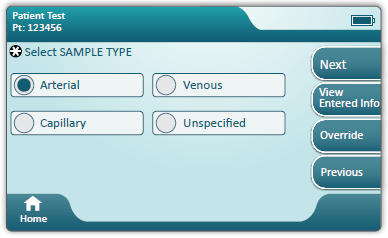 Patient Test
Pt: 123456
Select SAMPLE TYPE
Arterial
Venous
Capillary
Unspecified
Next
View
Entered Info
Override
Previous
Home